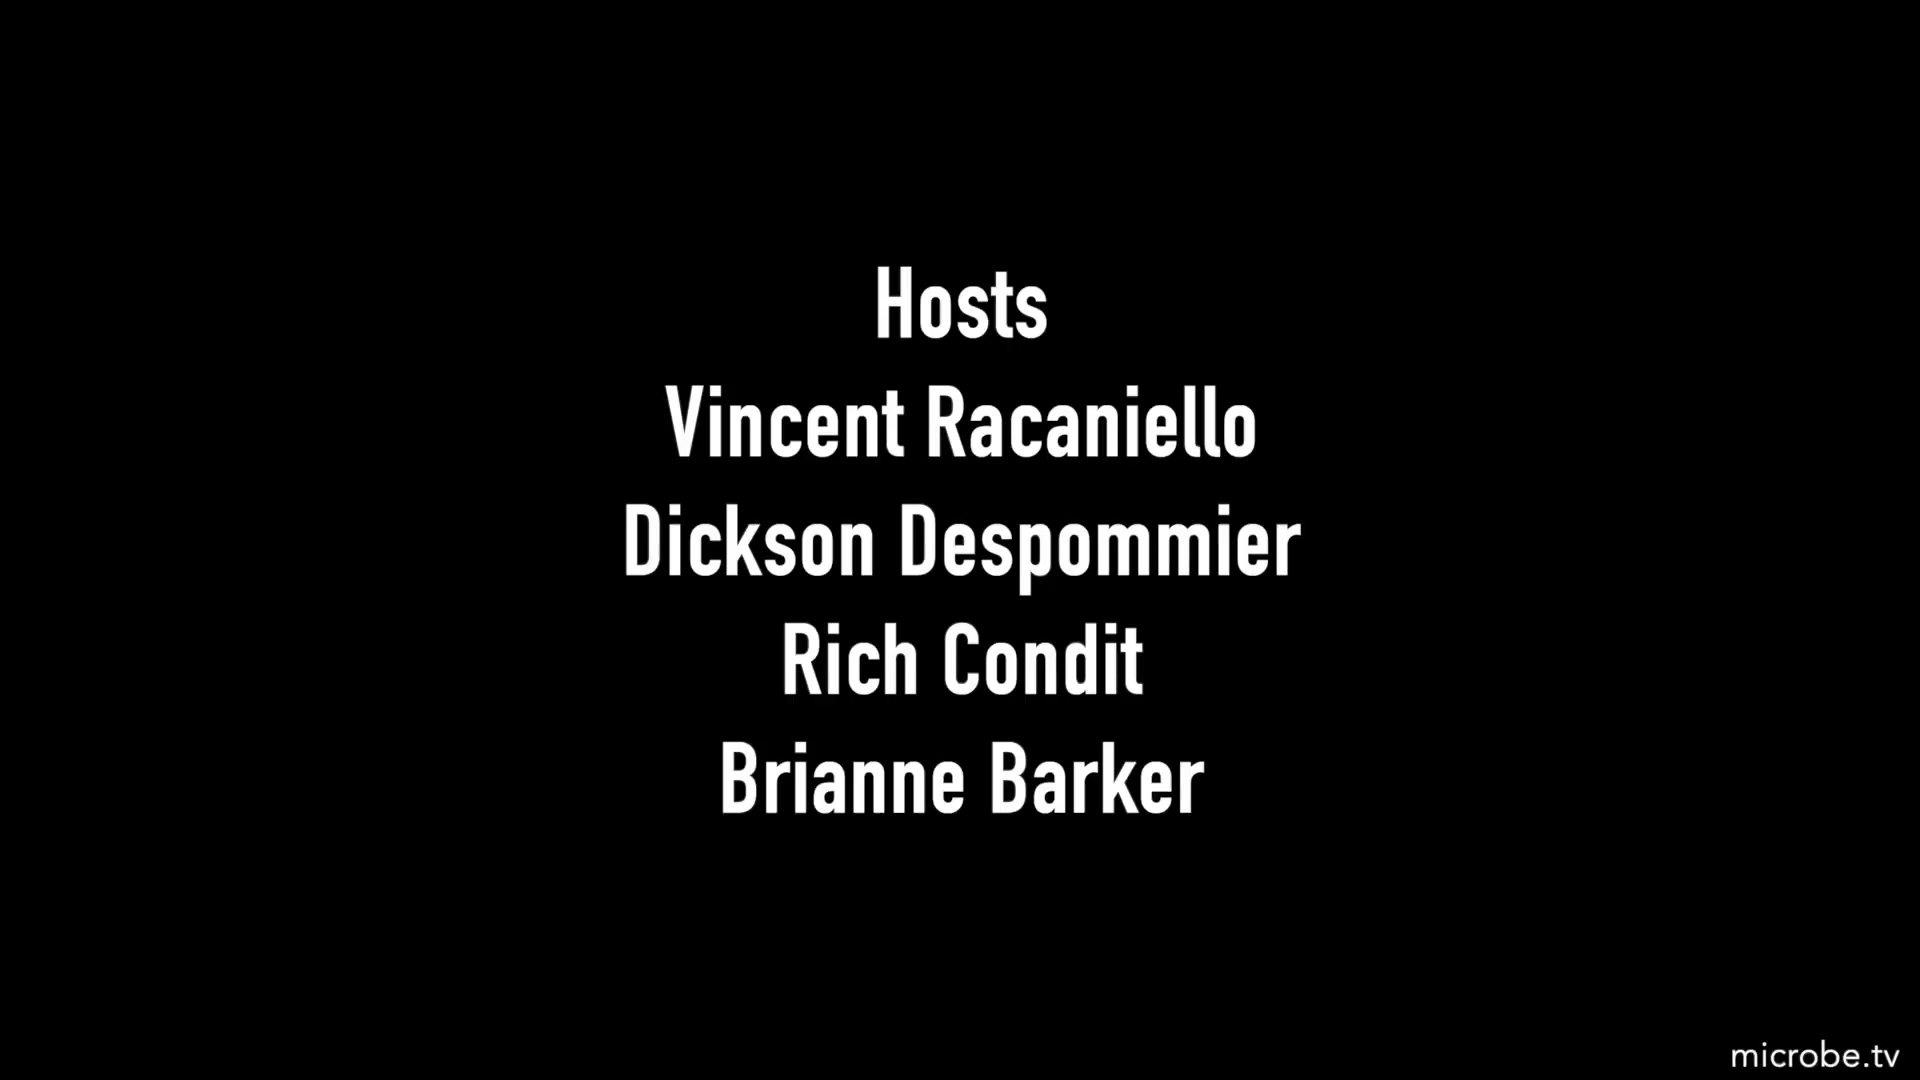 Hosts
Vincent Racaniello
Dickson Despommier
Rich Condit
Brianne Barker
microbe.tv